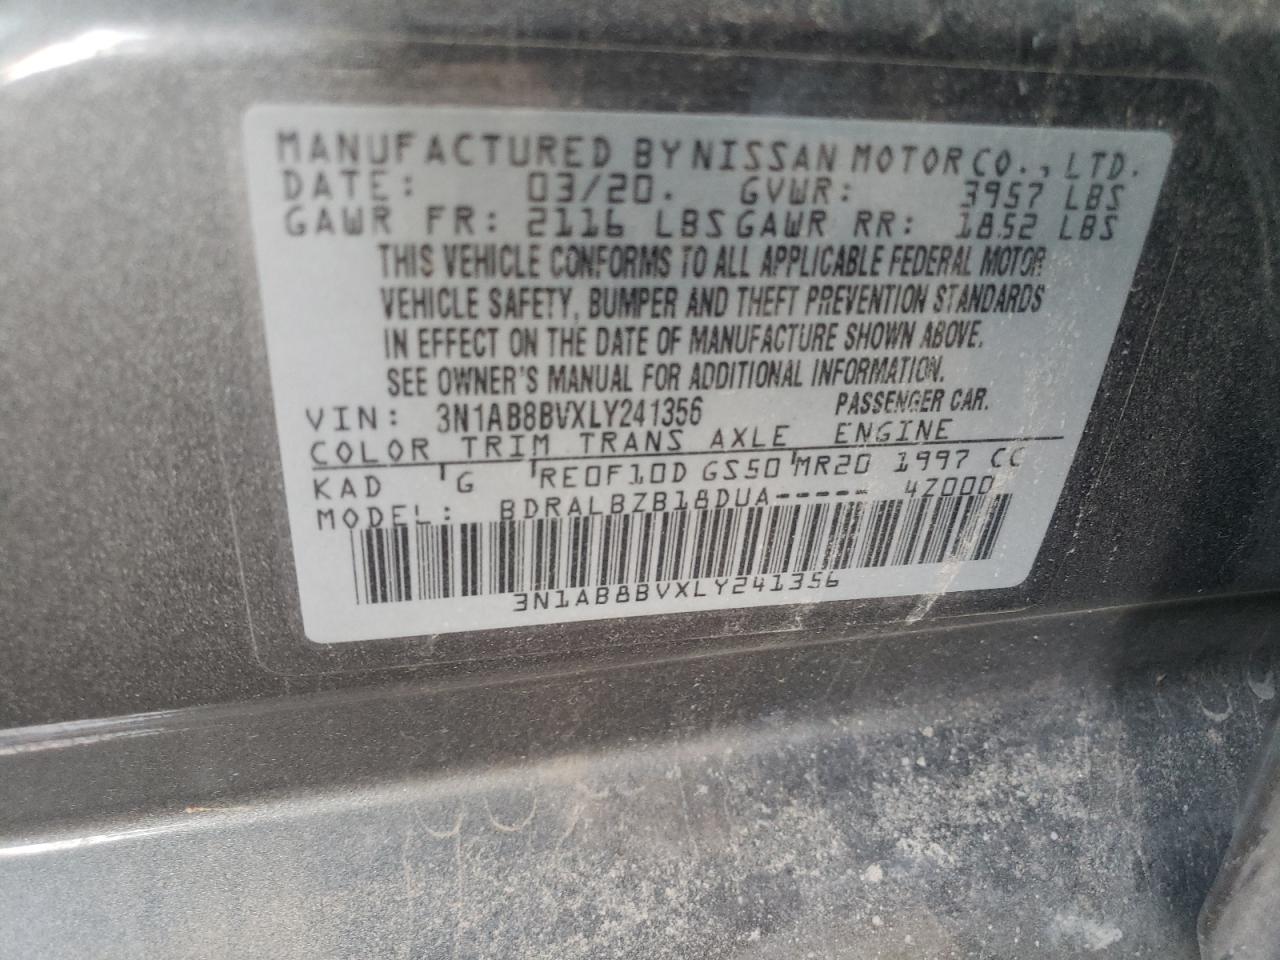 MANUFACTURED BY NISSAN MOTOR CO., LTD.
DATE: 03/20. GVWR: 3957 LBS
GAWR FR: 2116 LBS GAWR RR: 1852 LBS
THIS VEHICLE CONFORMS TO ALL APPLICABLE FEDERAL MOTOR
VEHICLE SAFETY, BUMPER AND THEFT PREVENTION STANDARDS
IN EFFECT ON THE DATE OF MANUFACTURE SHOWN ABOVE.
SEE OWNER'S MANUAL FOR ADDITIONAL INFORMATION.
VIN: 3N1AB8BVXLY241356 PASSENGER CAR.
COLOR TRIM TRANS AXLE ENGINE
KAD ' G 'RE0F10D GS50'MR20 1997 CC
MODEL: BDRALBZB18DUA----- 4Z000
3N1AB8BVXLY241356